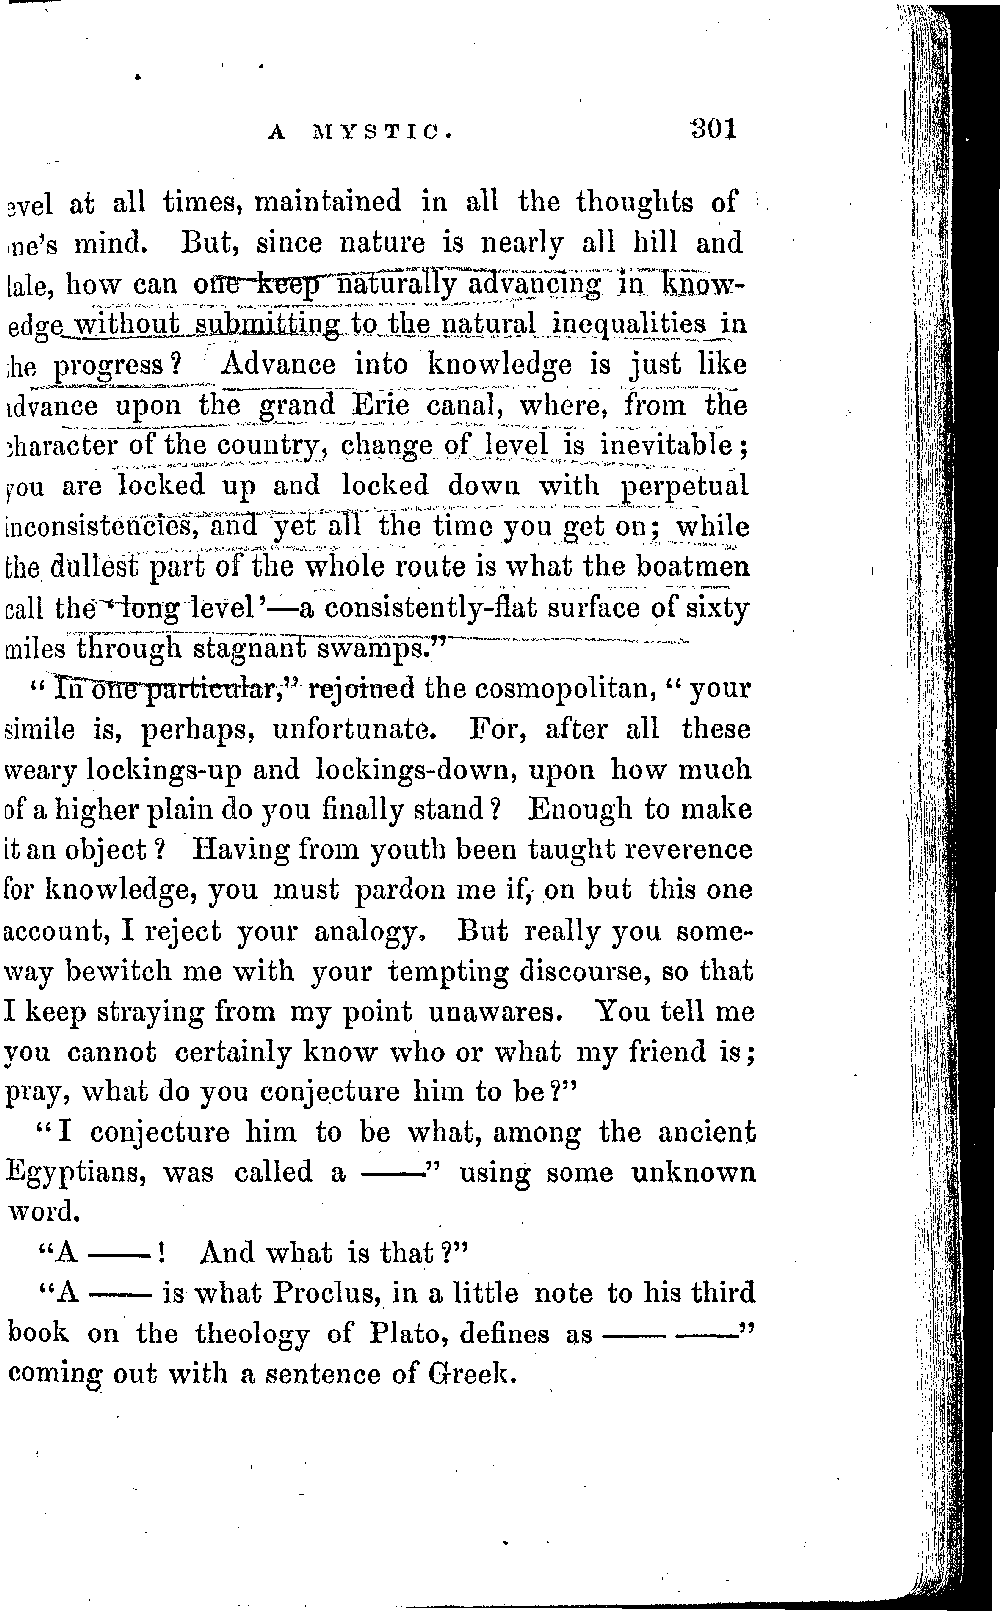 A MYSTIC. 301
evel at all times, maintained in all the thoughts of
one's mind. But, since nature is nearly all hill and
dale, how can one keep naturally advancing in know-
edge without submitting to the natural inequalities in
the progress? Advance into knowledge is just like
advance upon the grand Erie canal, where, from the
character of the country, change of level is inevitable;
you are locked up and locked down with perpetual
inconsistencies, and yet all the time you get on; while
the dullest part of the whole route is what the boatmen
call the 'long level'—a consistently-flat surface of sixty
miles through stagnant swamps."
"In one particular," rejoined the cosmopolitan, "your
simile is, perhaps, unfortunate. For, after all these
weary lockings-up and lockings-down, upon how much
of a higher plain do you finally stand? Enough to make
it an object? Having from youth been taught reverence
for knowledge, you must pardon me if, on but this one
account, I reject your analogy. But really you some-
way bewitch me with your tempting discourse, so that
I keep straying from my point unawares. You tell me
you cannot certainly know who or what my friend is;
pray, what do you conjecture him to be?"
"I conjecture him to be what, among the ancient
Egyptians, was called a ——" using some unknown
word.
"A ——! And what is that?"
"A —— is what Proclus, in a little note to his third
book on the theology of Plato, defines as —— ——"
coming out with a sentence of Greek.